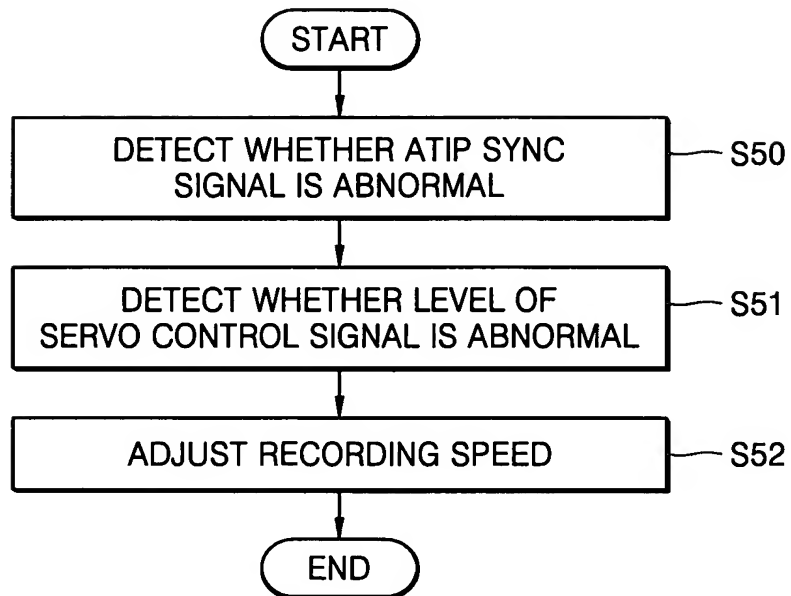 START
DETECT WHETHER ATIP SYNC
SIGNAL IS ABNORMAL
S50
DETECT WHETHER LEVEL OF
SERVO CONTROL SIGNAL IS ABNORMAL
S51
ADJUST RECORDING SPEED
S52
END